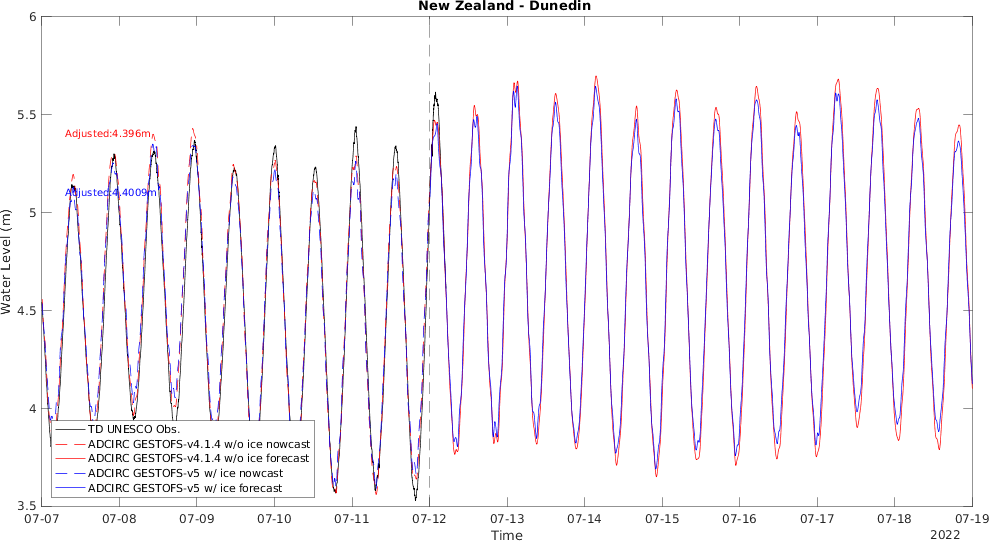 New Zealand - Dunedin
6
5.5
5
4.5
4
3.5
Water Level (m)
Adjusted:4.396m
Adjusted:4.4009m
TD UNESCO Obs.
ADCIRC GESTOFS-v4.1.4 w/o ice nowcast
ADCIRC GESTOFS-v4.1.4 w/o ice forecast
ADCIRC GESTOFS-v5 w/ ice nowcast
ADCIRC GESTOFS-v5 w/ ice forecast
07-07 07-08 07-09 07-10 07-11 07-12 07-13 07-14 07-15 07-16 07-17 07-18 07-19
Time
2022